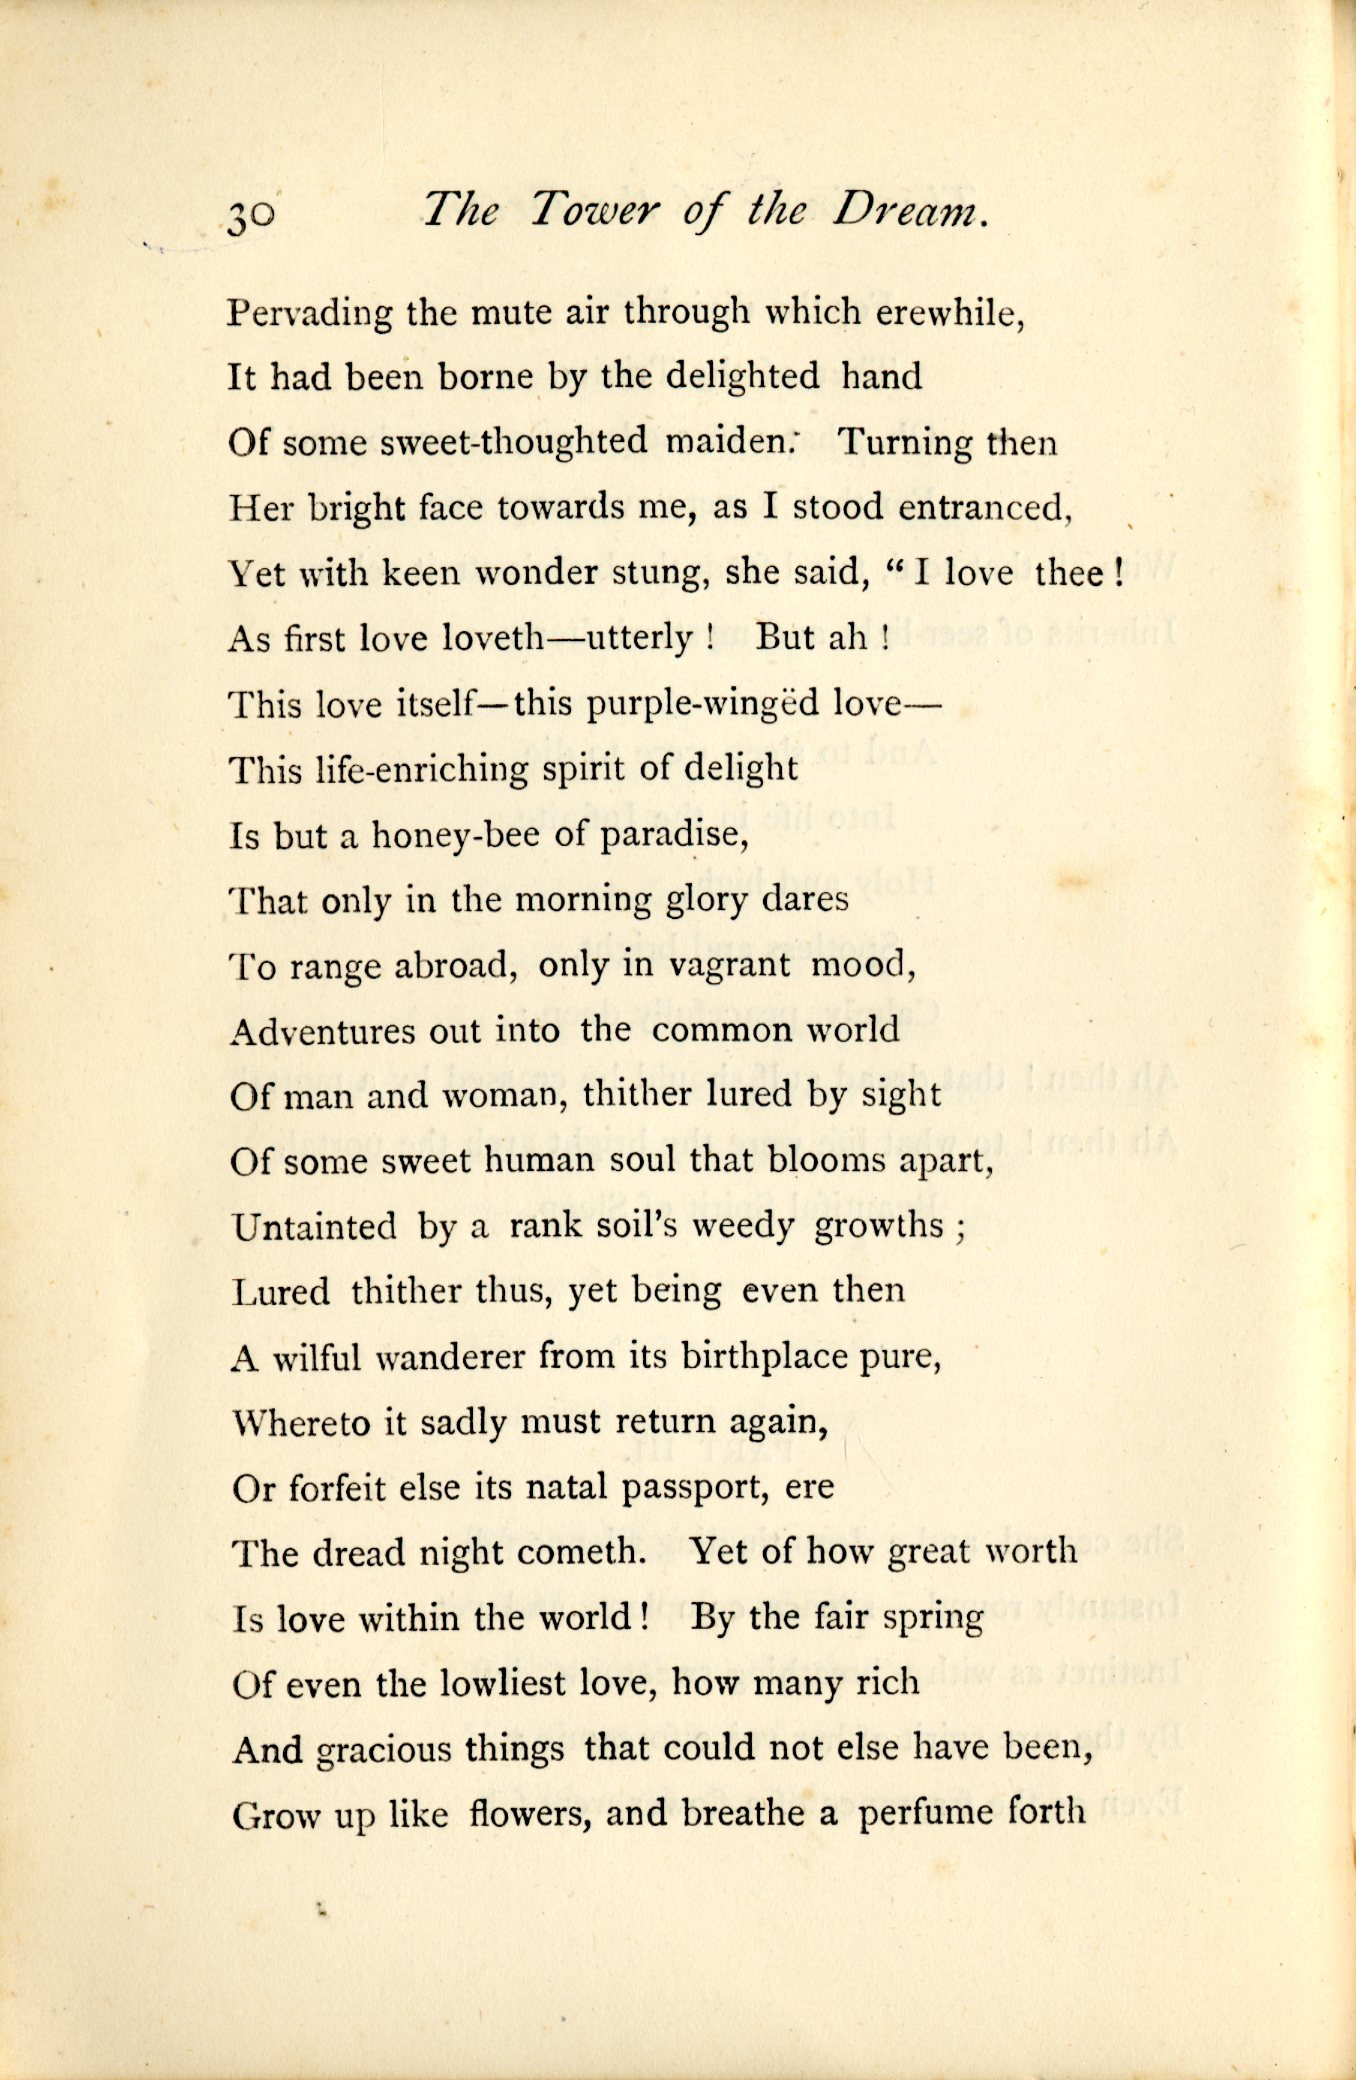 30 The Tower of the Dream.
Pervading the mute air through which erewhile,
It had been borne by the delighted hand
Of some sweet-thoughted maiden. Turning then
Her bright face towards me, as I stood entranced,
Yet with keen wonder stung, she said, “ I love thee !
As first love loveth—utterly ! But ah !
This love itself—this purple-wingëd love—
This life-enriching spirit of delight
Is but a honey-bee of paradise,
That only in the morning glory dares
To range abroad, only in vagrant mood,
Adventures out into the common world
Of man and woman, thither lured by sight
Of some sweet human soul that blooms apart,
Untainted by a rank soil’s weedy growths ;
Lured thither thus, yet being even then
A wilful wanderer from its birthplace pure,
Whereto it sadly must return again,
Or forfeit else its natal passport, ere
The dread night cometh. Yet of how great worth
Is love within the world ! By the fair spring
Of even the lowliest love, how many rich
And gracious things that could not else have been,
Grow up like flowers, and breathe a perfume forth